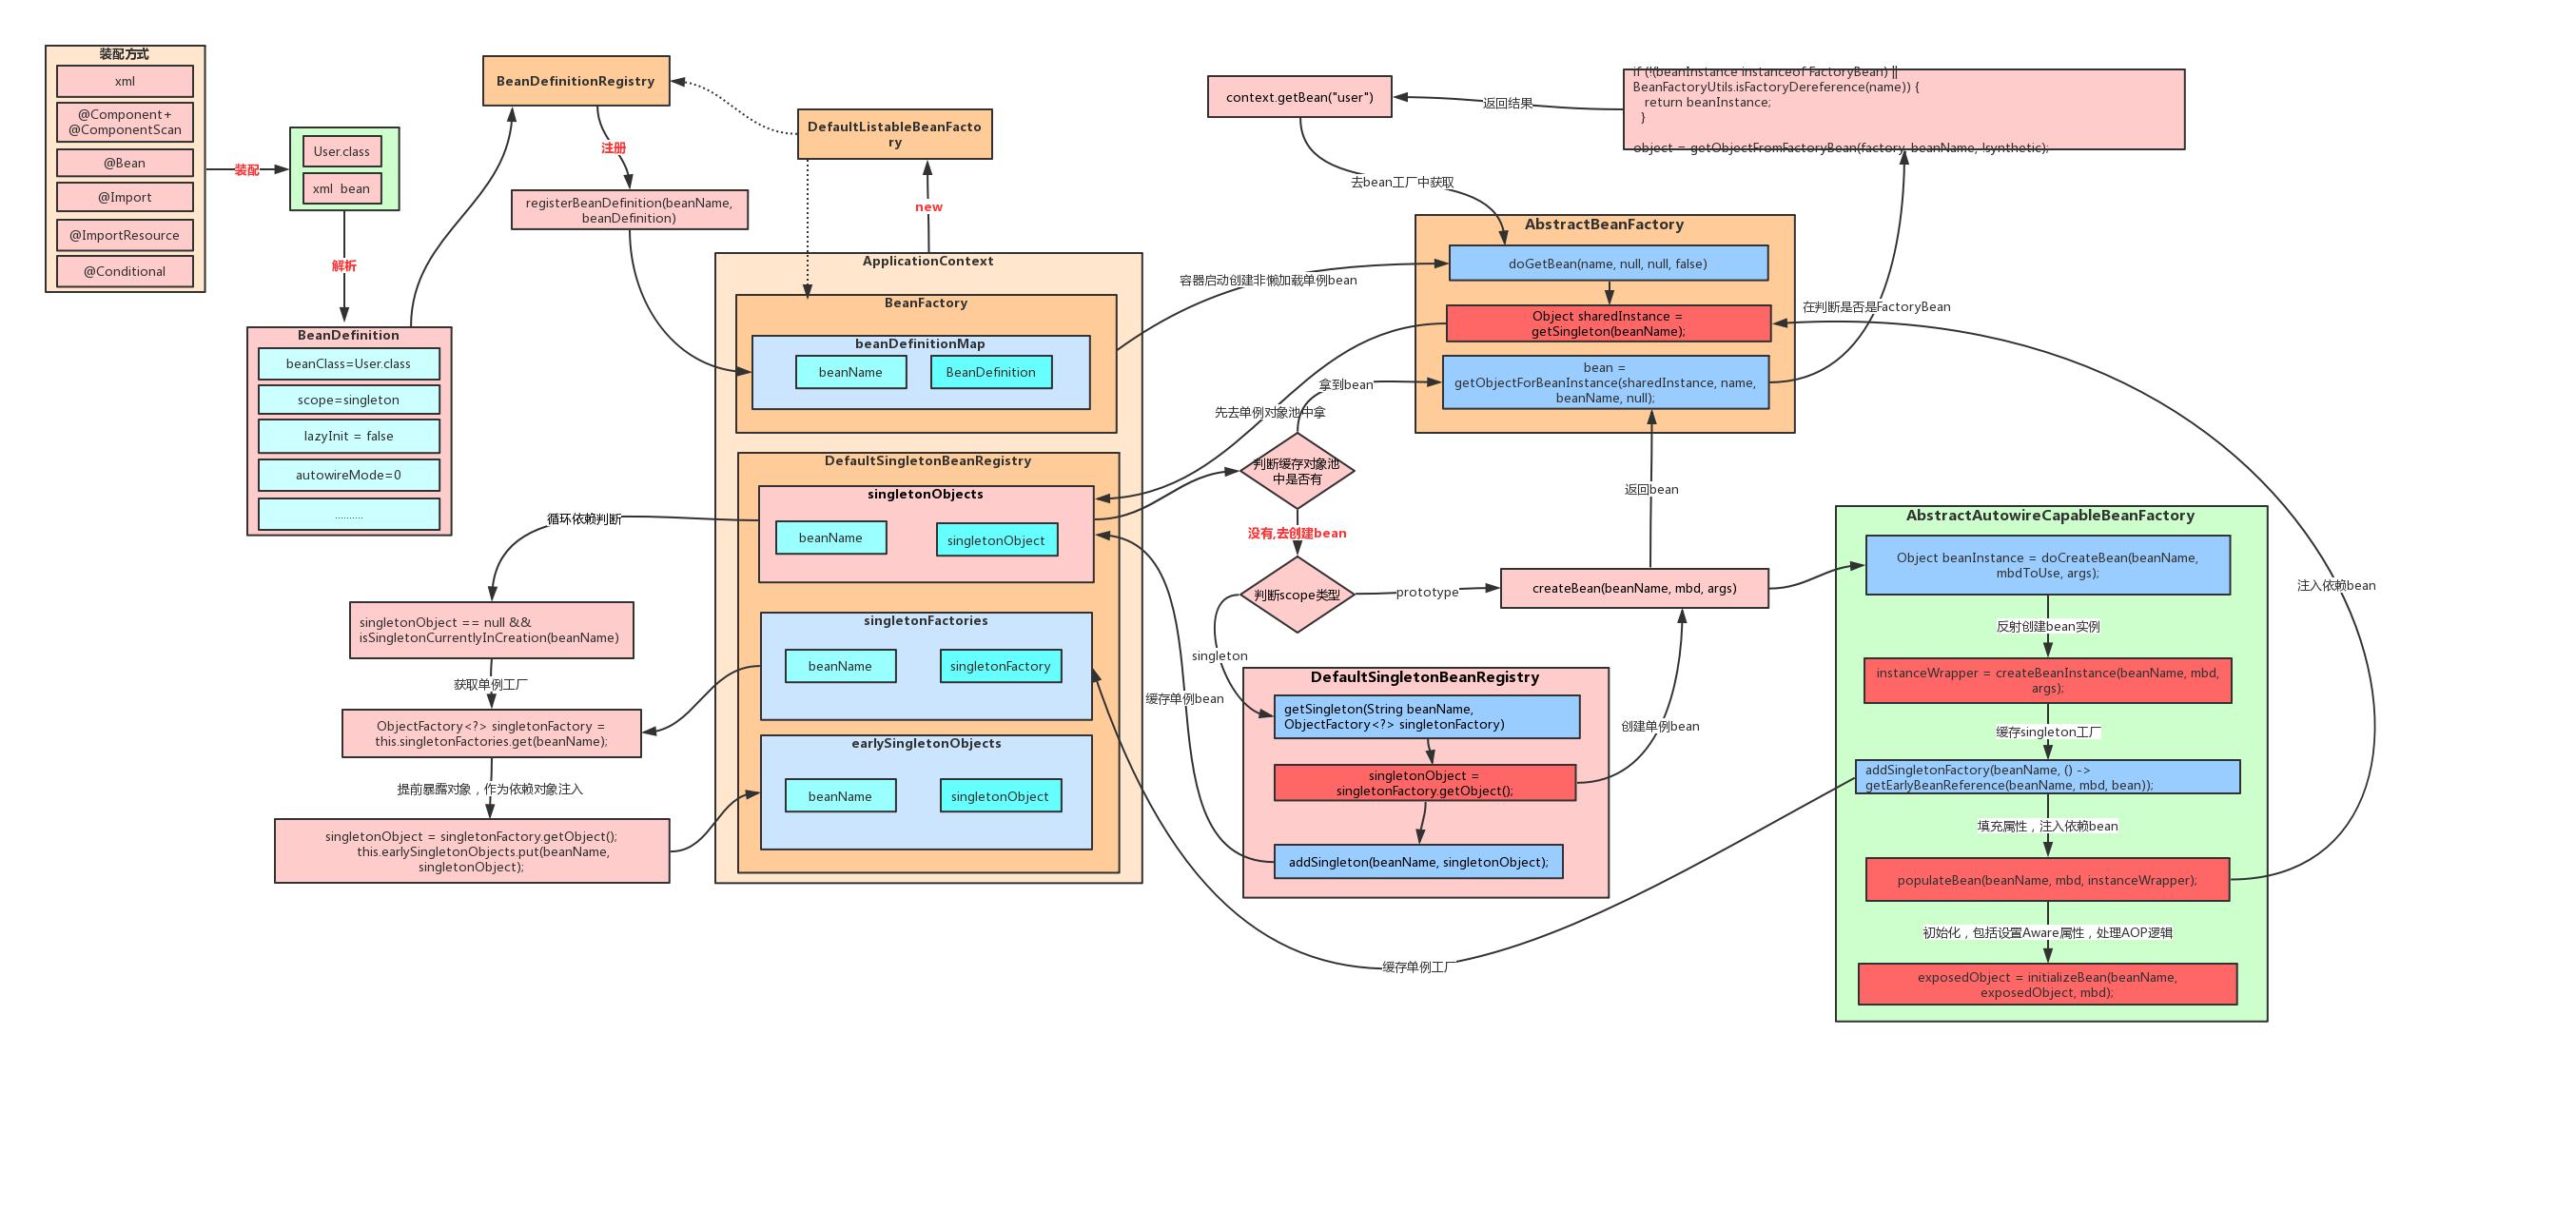 装配方式
xml
@Component+
@ComponentScan
@Bean
@Import
@ImportResource
@Conditional
装配
User.class
xml  bean
解析
BeanDefinition
beanClass=User.class
scope=singleton
lazyInit = false
autowireMode=0
..........
BeanDefinitionRegistry
注册
registerBeanDefinition(beanName,
beanDefinition)
DefaultListableBeanFacto
ry
new
ApplicationContext
BeanFactory
beanDefinitionMap
beanName
BeanDefinition
DefaultSingletonBeanRegistry
singletonObjects
beanName
singletonObject
singletonFactories
beanName
singletonFactory
earlySingletonObjects
beanName
singletonObject
循环依赖判断
singletonObject == null &&
isSingletonCurrentlyInCreation(beanName)
获取单例工厂
ObjectFactory<?> singletonFactory =
this.singletonFactories.get(beanName);
提前暴露对象，作为依赖对象注入
singletonObject = singletonFactory.getObject();
this.earlySingletonObjects.put(beanName,
singletonObject);
context.getBean("user")
返回结果
if (!(beanInstance instanceof FactoryBean) ||
BeanFactoryUtils.isFactoryDereference(name)) {
return beanInstance;
}
object = getObjectFromFactoryBean(factory, beanName, !synthetic);
去bean工厂中获取
容器启动创建非懒加载单例bean
AbstractBeanFactory
doGetBean(name, null, null, false)
Object sharedInstance =
getSingleton(beanName);
bean =
getObjectForBeanInstance(sharedInstance, name,
beanName, null);
在判断是否是FactoryBean
拿到bean
先去单例对象池中拿
判断缓存对象池
中是否有
没有,去创建bean
判断scope类型
prototype
singleton
createBean(beanName, mbd, args)
返回bean
缓存单例bean
DefaultSingletonBeanRegistry
getSingleton(String beanName,
ObjectFactory<?> singletonFactory)
singletonObject =
singletonFactory.getObject();
addSingleton(beanName, singletonObject);
创建单例bean
缓存单例工厂
AbstractAutowireCapableBeanFactory
Object beanInstance = doCreateBean(beanName,
mbdToUse, args);
反射创建bean实例
instanceWrapper = createBeanInstance(beanName, mbd,
args);
缓存singleton工厂
addSingletonFactory(beanName, () ->
getEarlyBeanReference(beanName, mbd, bean));
填充属性，注入依赖bean
populateBean(beanName, mbd, instanceWrapper);
初始化，包括设置Aware属性，处理AOP逻辑
exposedObject = initializeBean(beanName,
exposedObject, mbd);
注入依赖bean